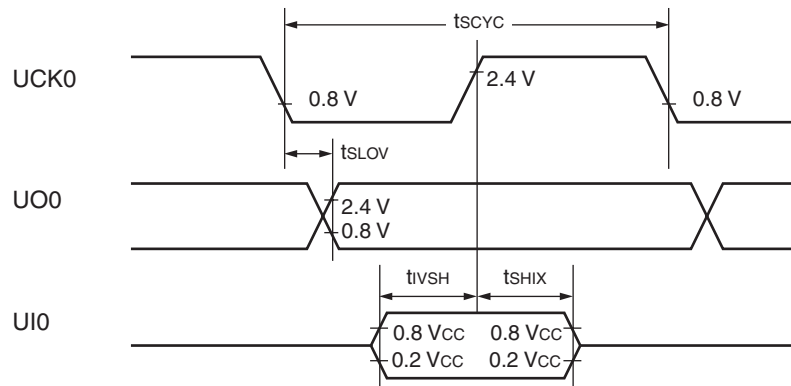 tSCYC
UCK0
0.8 V
2.4 V
0.8 V
tSLOV
UO0
2.4 V
0.8 V
tIVSH
tSHIX
UI0
0.8 VCC
0.8 VCC
0.2 VCC
0.2 VCC